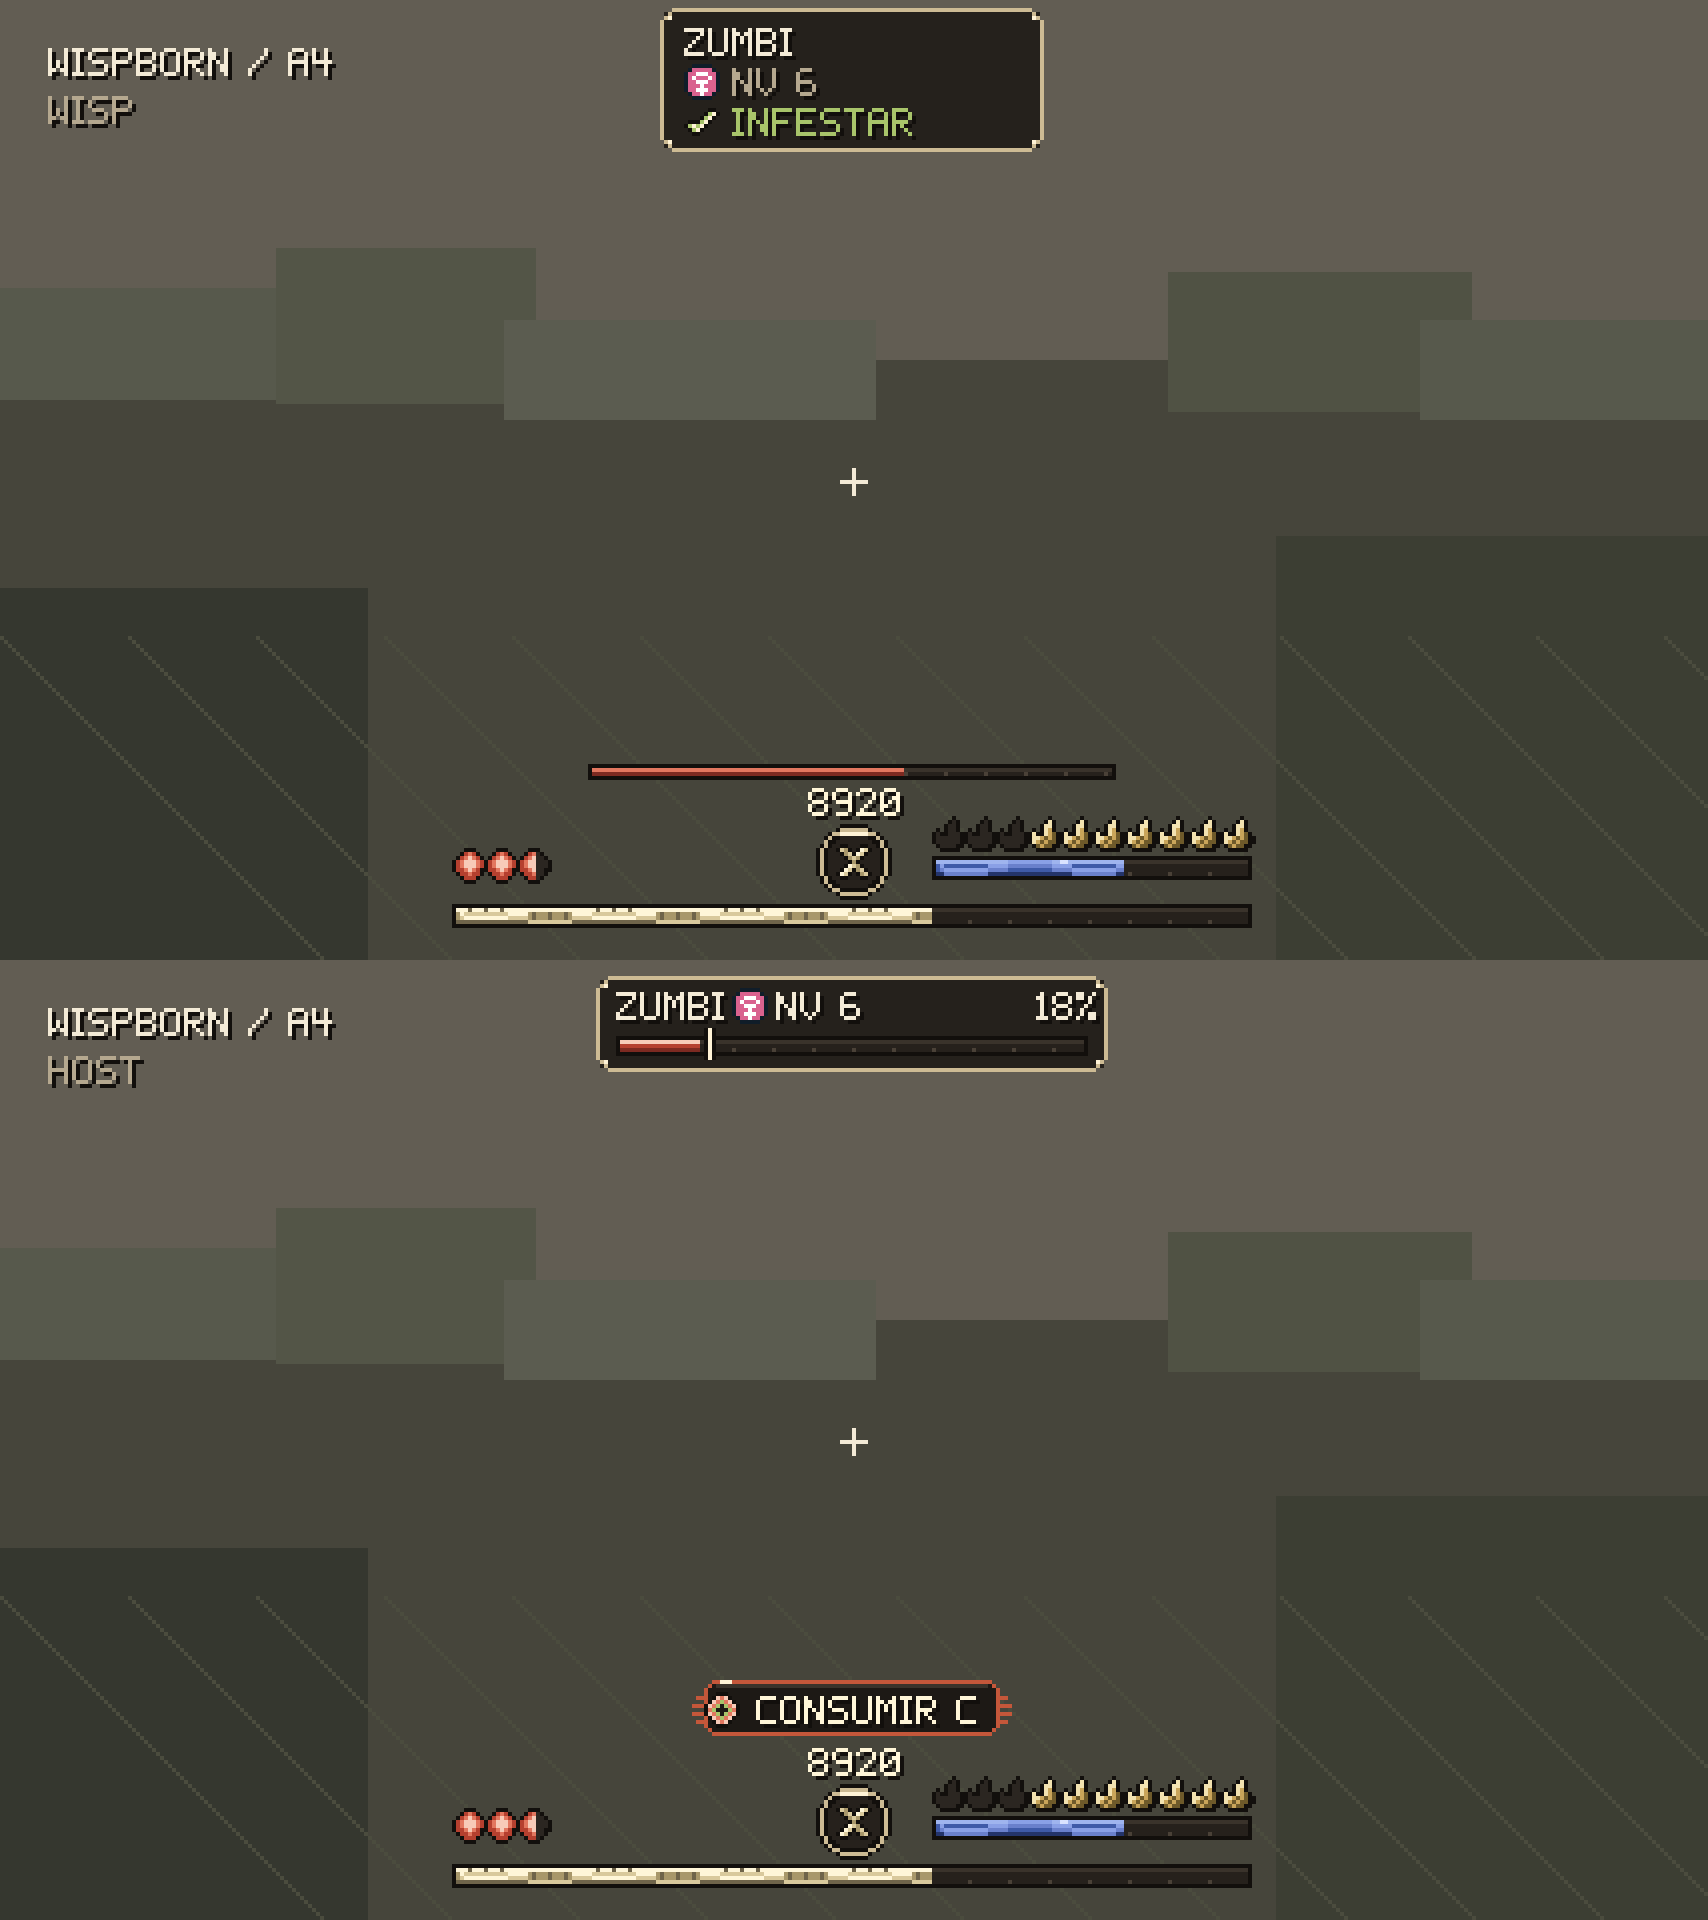 WISPBORN / A4
WISP
ZUMBI
NV 6
INFESTAR
8920
X
WISPBORN / A4
HOST
ZUMBI NV 6 18%
CONSUMIR C
8920
X